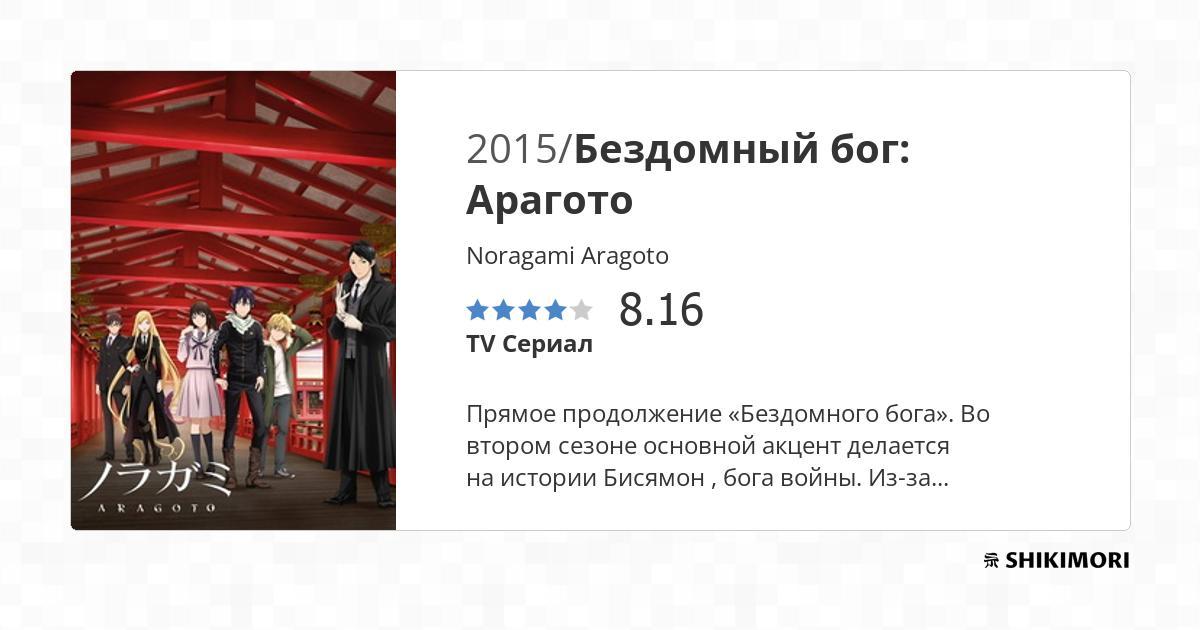 2015/Бездомный бог:
Арагото
Noragami Aragoto
8.16
TV Сериал
Прямое продолжение «Бездомного бога». Во
втором сезоне основной акцент делается
на истории Бисямон , бога войны. Из-за...
ノラガミ
ARAGOTO
SHIKIMORI